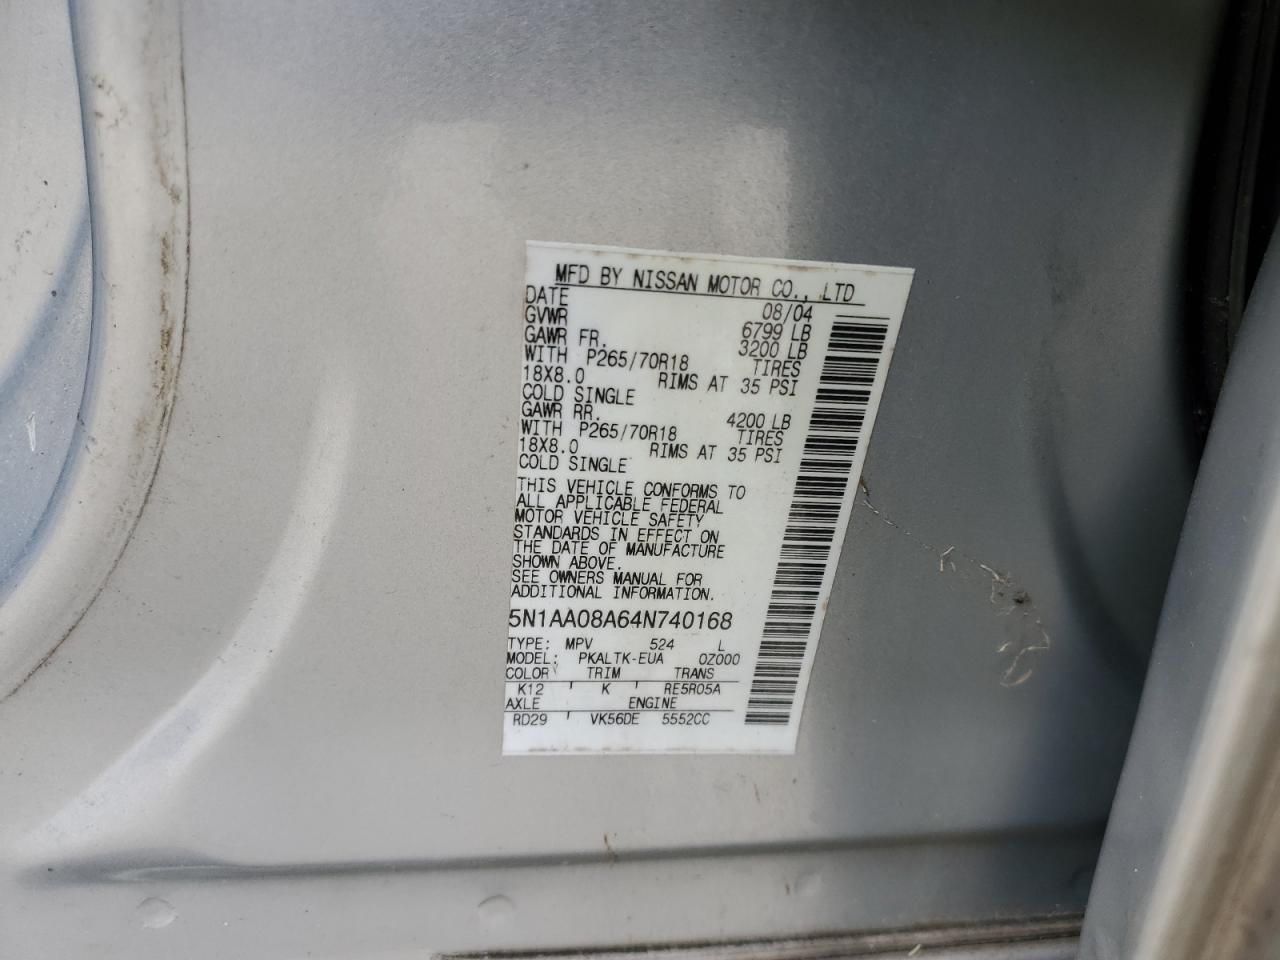 MFD BY NISSAN MOTOR CO., LTD
DATE 08/04
GVWR 6799 LB
GAWR FR. 3200 LB
WITH P265/70R18 TIRES
18X8.0 RIMS AT 35 PSI
COLD SINGLE
GAWR RR. 4200 LB
WITH P265/70R18 TIRES
18X8.0 RIMS AT 35 PSI
COLD SINGLE
THIS VEHICLE CONFORMS TO
ALL APPLICABLE FEDERAL
MOTOR VEHICLE SAFETY
STANDARDS IN EFFECT ON
THE DATE OF MANUFACTURE
SHOWN ABOVE.
SEE OWNERS MANUAL FOR
ADDITIONAL INFORMATION.
5N1AA08A64N740168
TYPE: MPV 524 L
MODEL: PKALTK-EUA 0Z000
COLOR TRIM TRANS
K12 K RE5R05A
AXLE ENGINE
RD29 VK56DE 5552CC